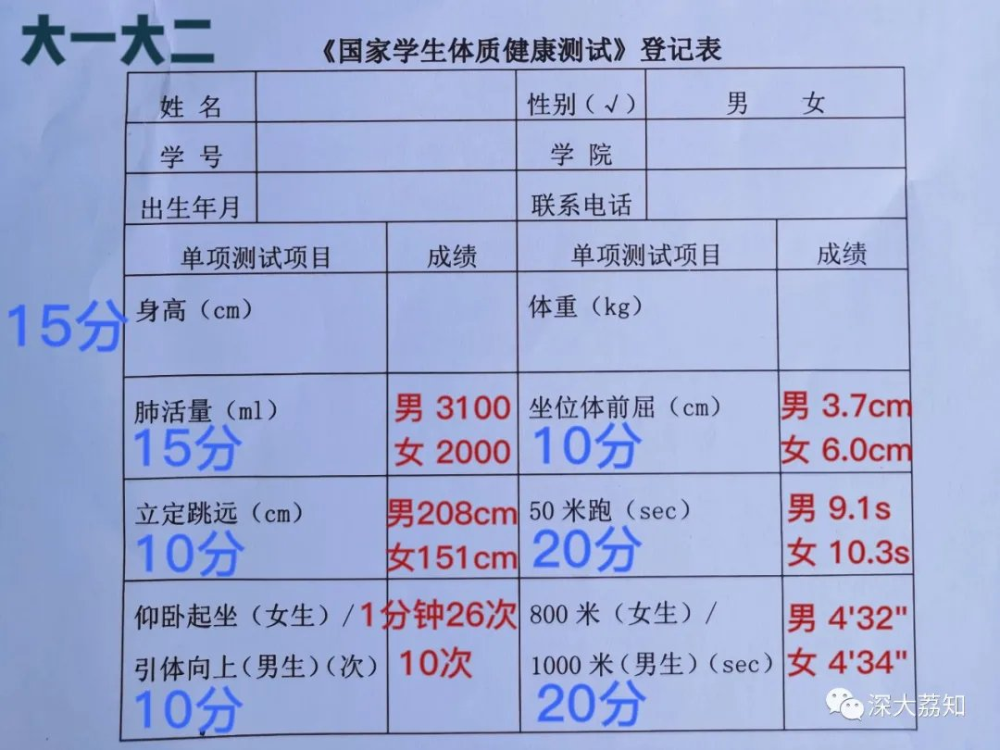 大一大二
《国家学生体质健康测试》登记表
姓 名
性别(√)
男 女
学 号
学 院
出生年月
联系电话
单项测试项目
成绩
单项测试项目
成绩
15分
身高(cm)
体重(kg)
肺活量(ml)
15分
男 3100
女 2000
坐位体前屈(cm)
10分
男 3.7cm
女 6.0cm
立定跳远(cm)
10分
男208cm
女151cm
50 米跑(sec)
20分
男 9.1s
女 10.3s
仰卧起坐(女生)/
引体向上(男生)(次)
10分
1分钟26次
10次
800 米(女生)/
1000 米(男生)(sec)
20分
男 4'32"
女 4'34"
深大荔知